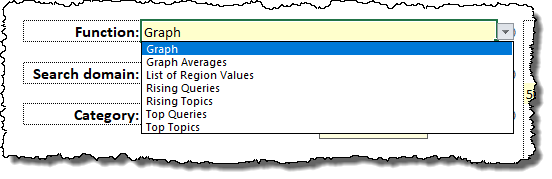 Function: Graph
Graph
Graph Averages
Search domain:
List of Region Values
Rising Queries
Rising Topics
Category:
Top Queries
Top Topics
5